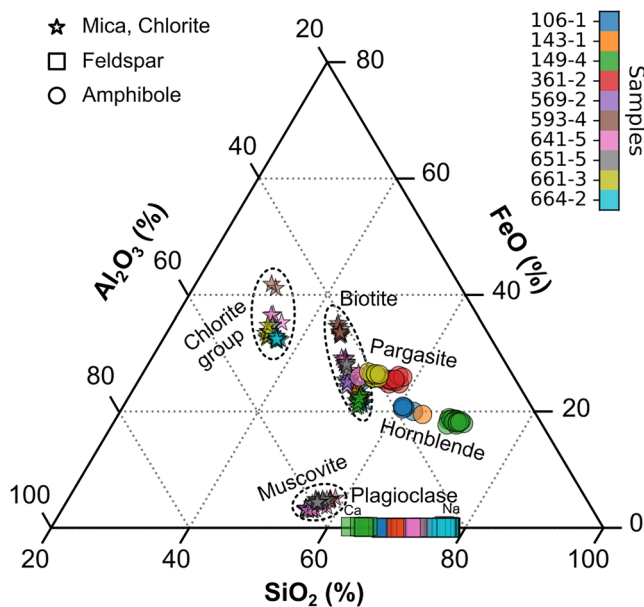 Mica, Chlorite
Feldspar
Amphibole
106-1
143-1
149-4
361-2
569-2
593-4
641-5
651-5
661-3
664-2
Samples
20
80
40
60
60
40
80
20
100
0
Al₂O₃ (%)
FeO (%)
Chlorite
group
Biotite
Pargasite
Hornblende
Muscovite
Plagioclase
Ca
Na
20
40
60
80
100
SiO₂ (%)